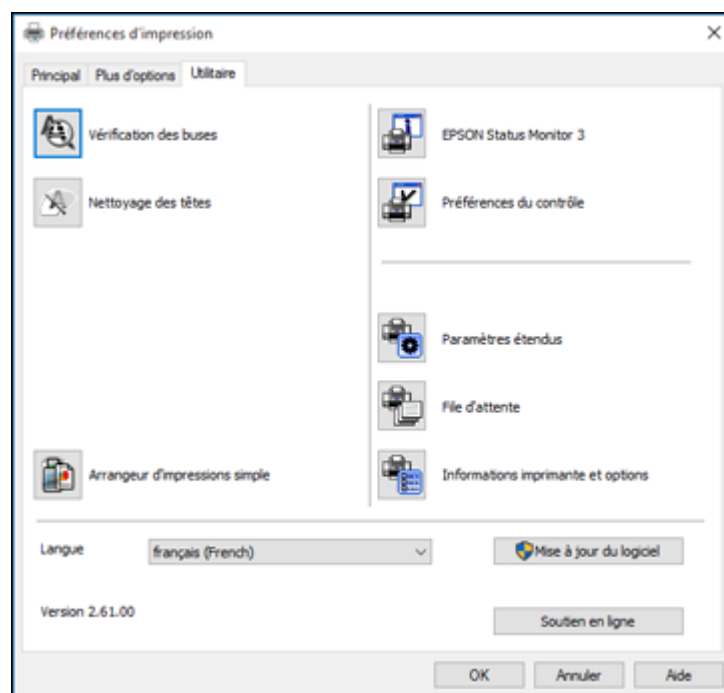 Préférences d'impression
Principal Plus d'options Utilitaire
Vérification des buses
EPSON Status Monitor 3
Nettoyage des têtes
Préférences du contrôle
Paramètres étendus
File d'attente
Arrangeur d'impressions simple
Informations imprimante et options
Langue français (French) Mise à jour du logiciel
Version 2.61.00
Soutien en ligne
OK Annuler Aide